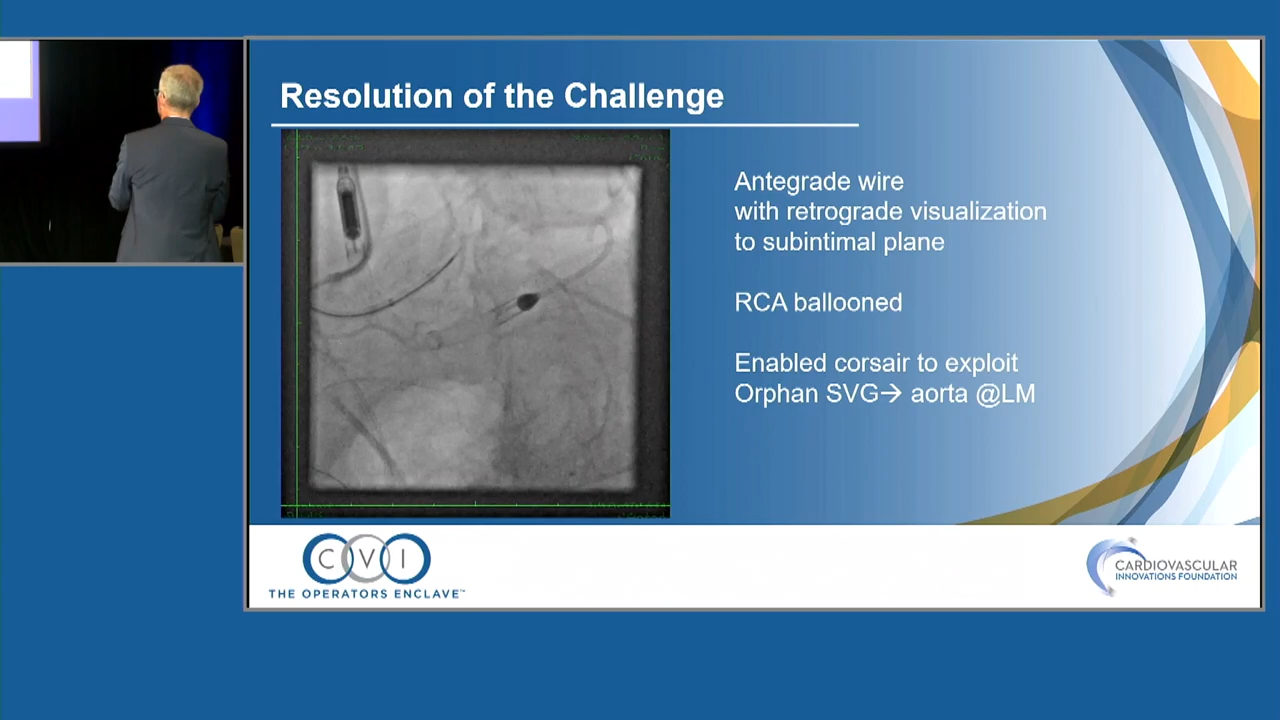 Resolution of the Challenge
Antegrade wire
with retrograde visualization
to subintimal plane
RCA ballooned
Enabled corsair to exploit
Orphan SVG→ aorta @LM
CVI
THE OPERATORS ENCLAVE™
CARDIOVASCULAR
INNOVATIONS FOUNDATION